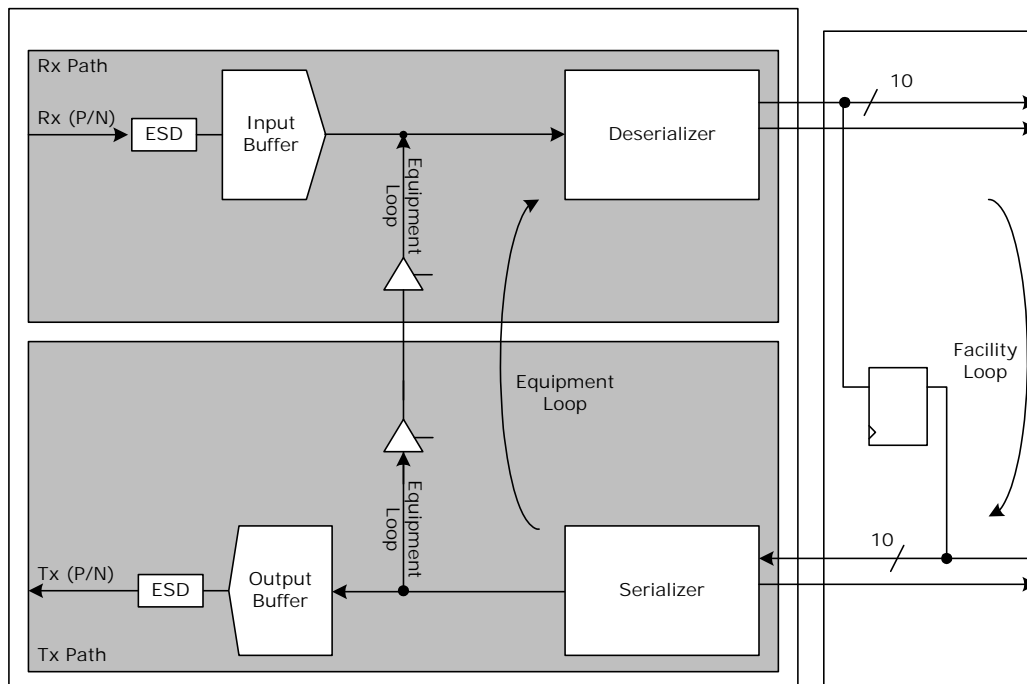 Rx Path
10
Rx (P/N)
ESD
Input
Buffer
Deserializer
Equipment
Loop
Equipment
Loop
Facility
Loop
Equipment
Loop
10
Tx (P/N)
ESD
Output
Buffer
Serializer
Tx Path